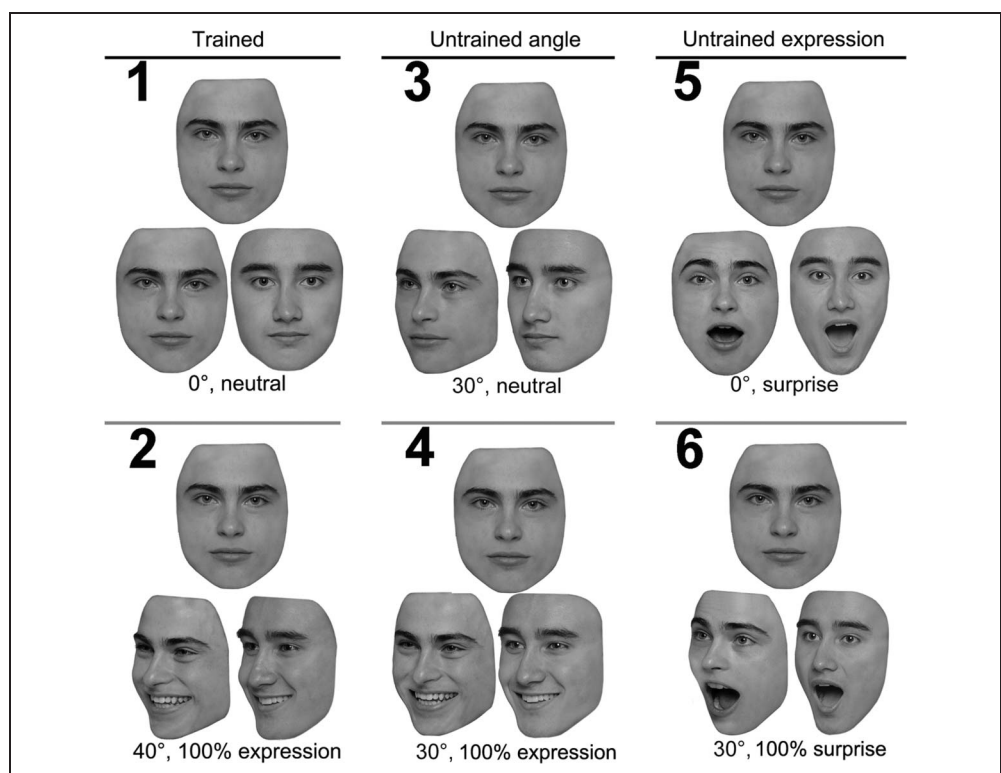 Trained
Untrained angle
Untrained expression
1
3
5
0°, neutral
30°, neutral
0°, surprise
2
4
6
40°, 100% expression
30°, 100% expression
30°, 100% surprise